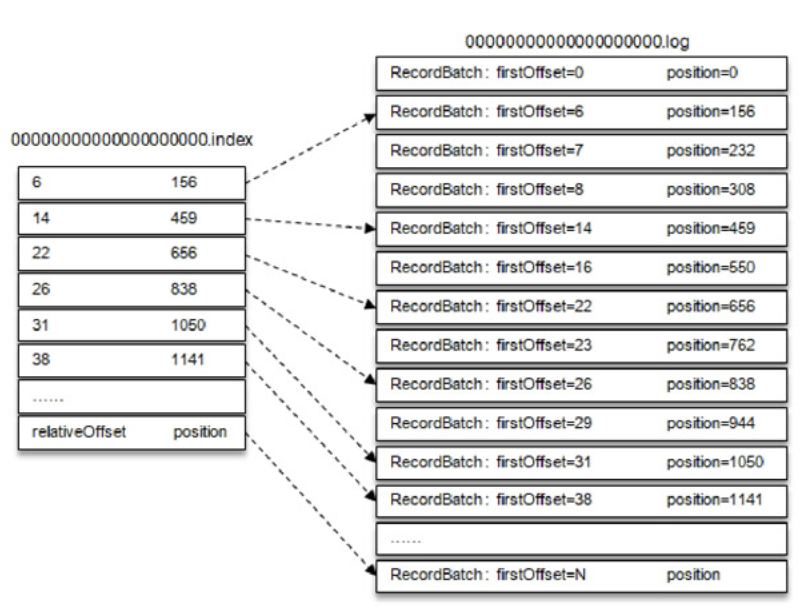 00000000000000000000.index
6 156
14 459
22 656
26 838
31 1050
38 1141
......
relativeOffset position
00000000000000000000.log
RecordBatch: firstOffset=0 position=0
RecordBatch: firstOffset=6 position=156
RecordBatch: firstOffset=7 position=232
RecordBatch: firstOffset=8 position=308
RecordBatch: firstOffset=14 position=459
RecordBatch: firstOffset=16 position=550
RecordBatch: firstOffset=22 position=656
RecordBatch: firstOffset=23 position=762
RecordBatch: firstOffset=26 position=838
RecordBatch: firstOffset=29 position=944
RecordBatch: firstOffset=31 position=1050
RecordBatch: firstOffset=38 position=1141
......
RecordBatch: firstOffset=N position